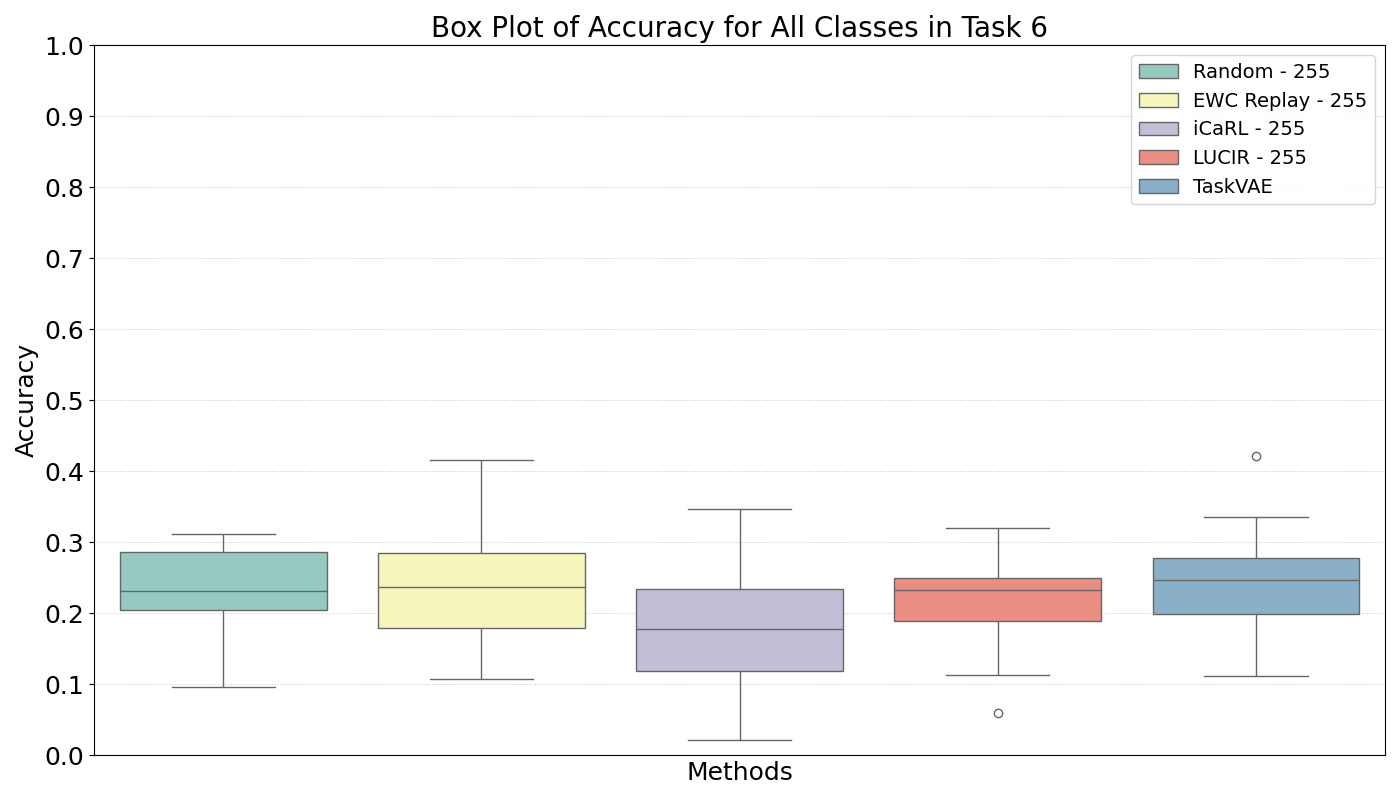 Box Plot of Accuracy for All Classes in Task 6
1.0
0.9
0.8
0.7
0.6
0.5
0.4
0.3
0.2
0.1
0.0
Accuracy
Methods
Random - 255
EWC Replay - 255
iCaRL - 255
LUCIR - 255
TaskVAE